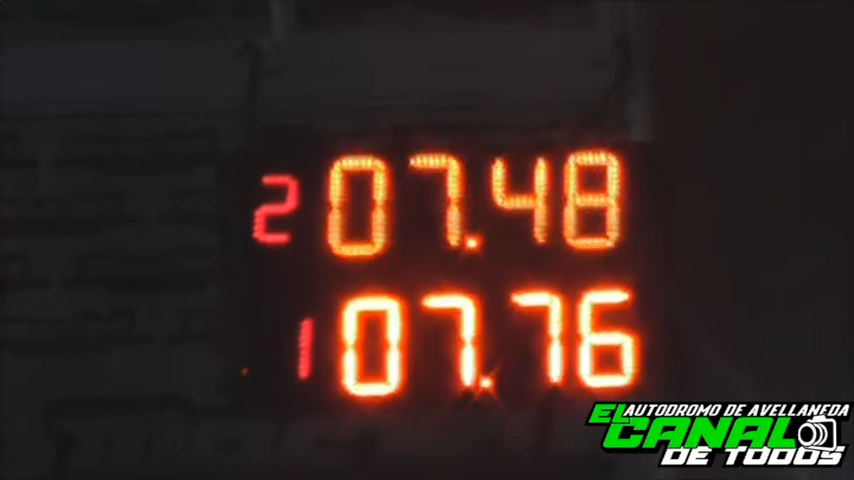 2 07.48
1 07.76
AUTODROMO DE AVELLANEDA
EL CANAL
DE TODOS